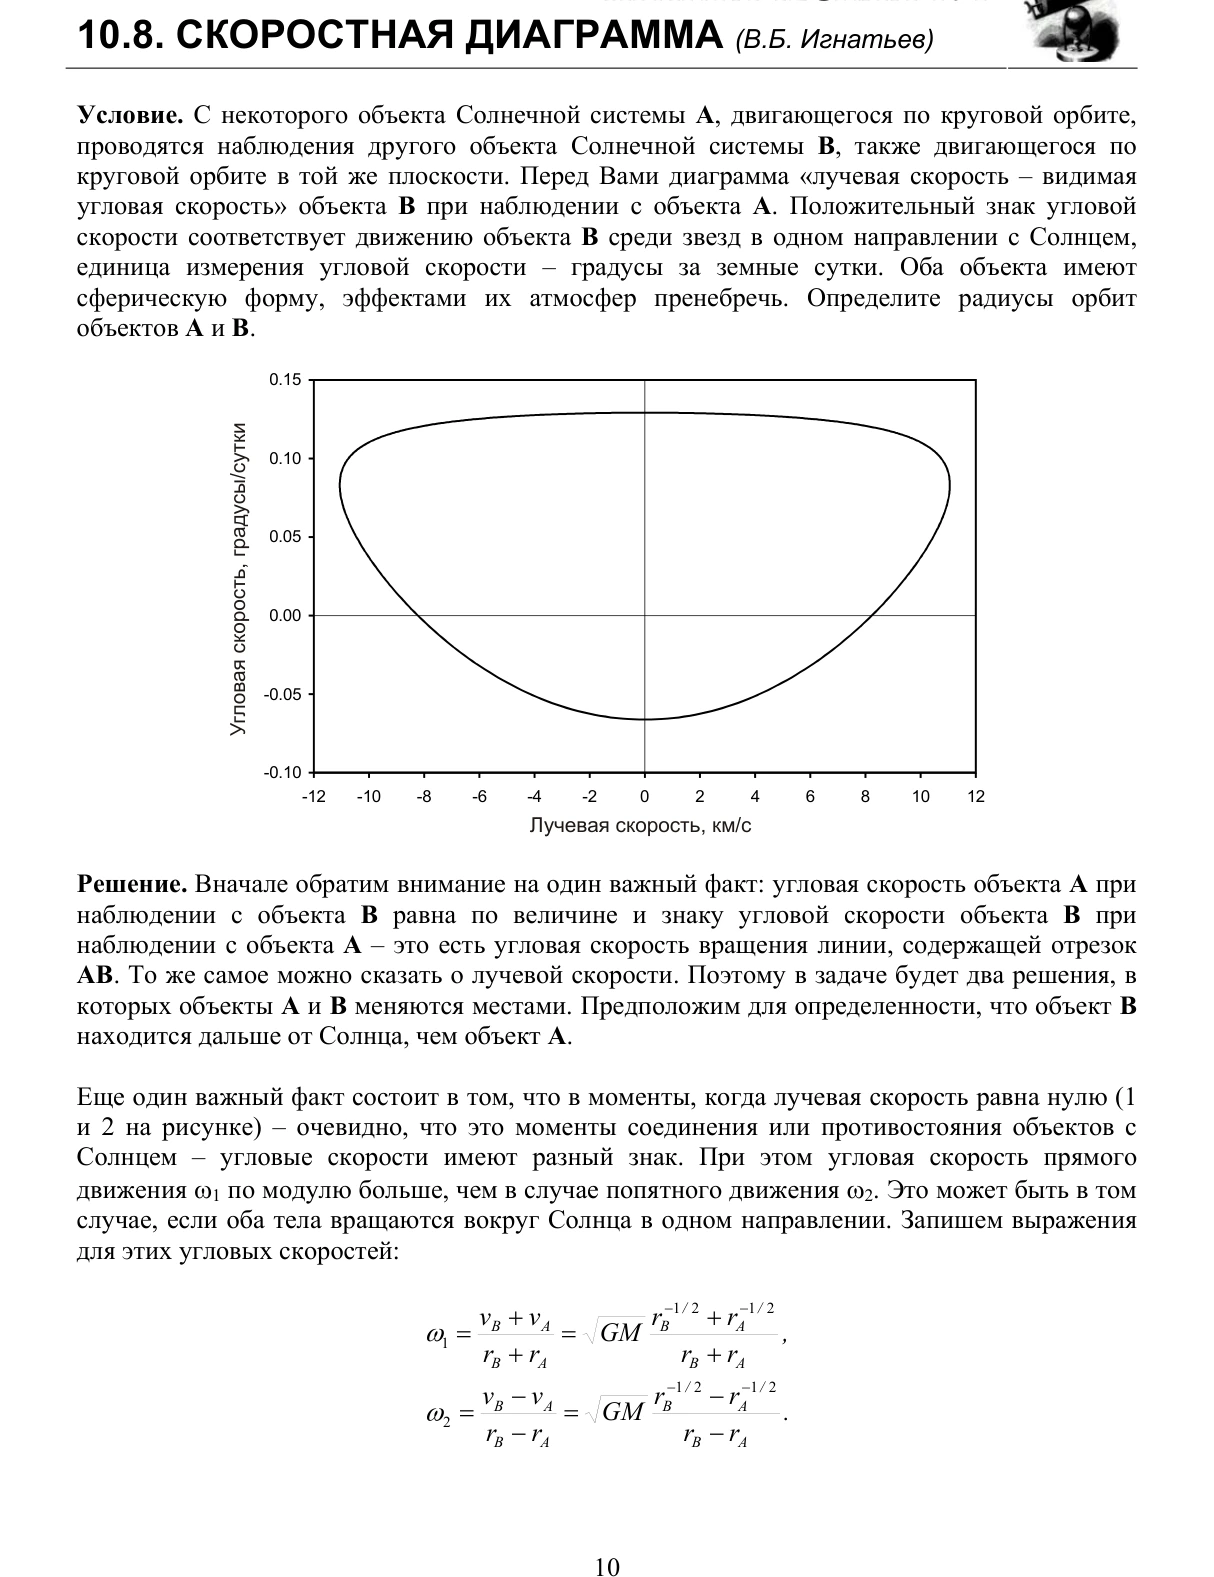 10.8. СКОРОСТНАЯ ДИАГРАММА (В.Б. Игнатьев)
Условие. С некоторого объекта Солнечной системы А, двигающегося по круговой орбите,
проводятся наблюдения другого объекта Солнечной системы В, также двигающегося по
круговой орбите в той же плоскости. Перед Вами диаграмма «лучевая скорость – видимая
угловая скорость» объекта В при наблюдении с объекта А. Положительный знак угловой
скорости соответствует движению объекта В среди звезд в одном направлении с Солнцем,
единица измерения угловой скорости – градусы за земные сутки. Оба объекта имеют
сферическую форму, эффектами их атмосфер пренебречь. Определите радиусы орбит
объектов А и В.
Угловая скорость, градусы/сутки
0.15
0.10
0.05
0.00
-0.05
-0.10
-12 -10 -8 -6 -4 -2 0 2 4 6 8 10 12
Лучевая скорость, км/с
Решение. Вначале обратим внимание на один важный факт: угловая скорость объекта А при
наблюдении с объекта В равна по величине и знаку угловой скорости объекта В при
наблюдении с объекта А – это есть угловая скорость вращения линии, содержащей отрезок
АВ. То же самое можно сказать о лучевой скорости. Поэтому в задаче будет два решения, в
которых объекты А и В меняются местами. Предположим для определенности, что объект В
находится дальше от Солнца, чем объект А.
Еще один важный факт состоит в том, что в моменты, когда лучевая скорость равна нулю (1
и 2 на рисунке) – очевидно, что это моменты соединения или противостояния объектов с
Солнцем – угловые скорости имеют разный знак. При этом угловая скорость прямого
движения ω₁ по модулю больше, чем в случае попятного движения ω₂. Это может быть в том
случае, если оба тела вращаются вокруг Солнца в одном направлении. Запишем выражения
для этих угловых скоростей:
ω₁ = (v_B + v_A)/(r_B + r_A) = √GM (r_B^(−1/2) + r_A^(−1/2))/(r_B + r_A),
ω₂ = (v_B − v_A)/(r_B − r_A) = √GM (r_B^(−1/2) − r_A^(−1/2))/(r_B − r_A).
10